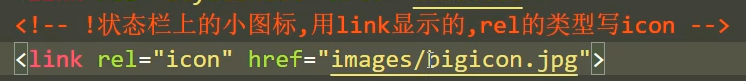 <!-- !状态栏上的小图标,用link显示的,rel的类型写icon -->
<link rel="icon" href="images/bigicon.jpg">